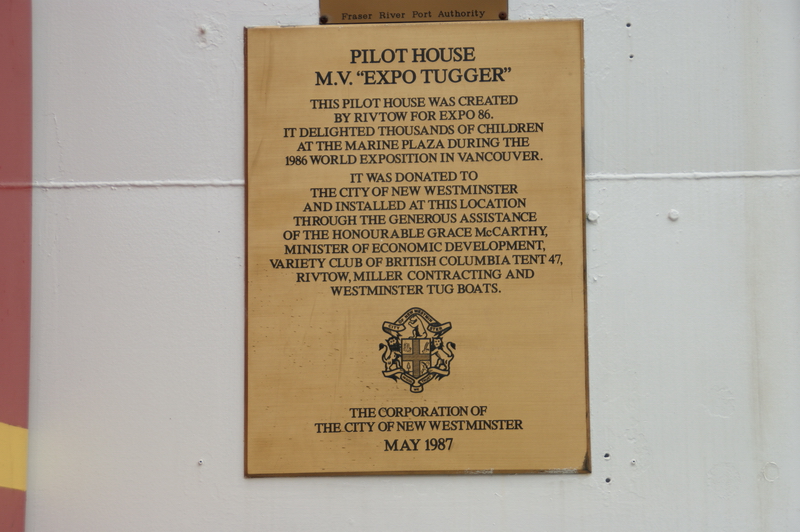 Fraser River Port Authority
PILOT HOUSE
M.V. "EXPO TUGGER"
THIS PILOT HOUSE WAS CREATED
BY RIVTOW FOR EXPO 86.
IT DELIGHTED THOUSANDS OF CHILDREN
AT THE MARINE PLAZA DURING THE
1986 WORLD EXPOSITION IN VANCOUVER.
IT WAS DONATED TO
THE CITY OF NEW WESTMINSTER
AND INSTALLED AT THIS LOCATION
THROUGH THE GENEROUS ASSISTANCE
OF THE HONOURABLE GRACE McCARTHY,
MINISTER OF ECONOMIC DEVELOPMENT,
VARIETY CLUB OF BRITISH COLUMBIA TENT 47,
RIVTOW, MILLER CONTRACTING AND
WESTMINSTER TUG BOATS.
THE CORPORATION OF
THE CITY OF NEW WESTMINSTER
MAY 1987